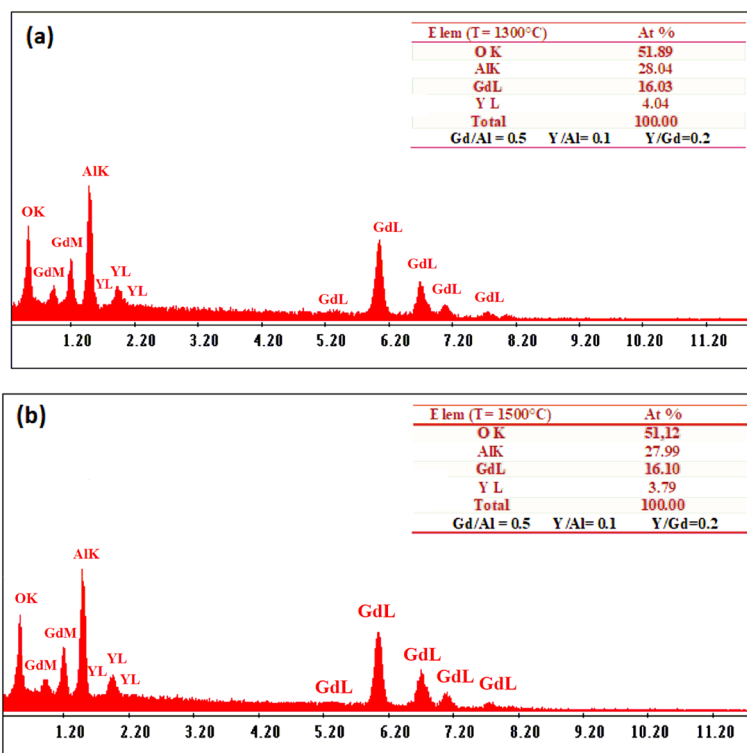 (a)
Elem (T= 1300°C) At %
O K 51.89
AlK 28.04
GdL 16.03
Y L 4.04
Total 100.00
Gd/Al = 0.5 Y/Al= 0.1 Y/Gd=0.2
AlK
OK
GdM
GdM
YL
YL
YL
GdL
GdL
GdL
GdL
GdL
1.20 2.20 3.20 4.20 5.20 6.20 7.20 8.20 9.20 10.20 11.20
(b)
Elem (T= 1500°C) At %
O K 51,12
AlK 27.99
GdL 16.10
Y L 3.79
Total 100.00
Gd/Al = 0.5 Y/Al= 0.1 Y/Gd=0.2
AlK
OK
GdM
GdM
YL
YL
YL
GdL
GdL
GdL
GdL
GdL
1.20 2.20 3.20 4.20 5.20 6.20 7.20 8.20 9.20 10.20 11.20